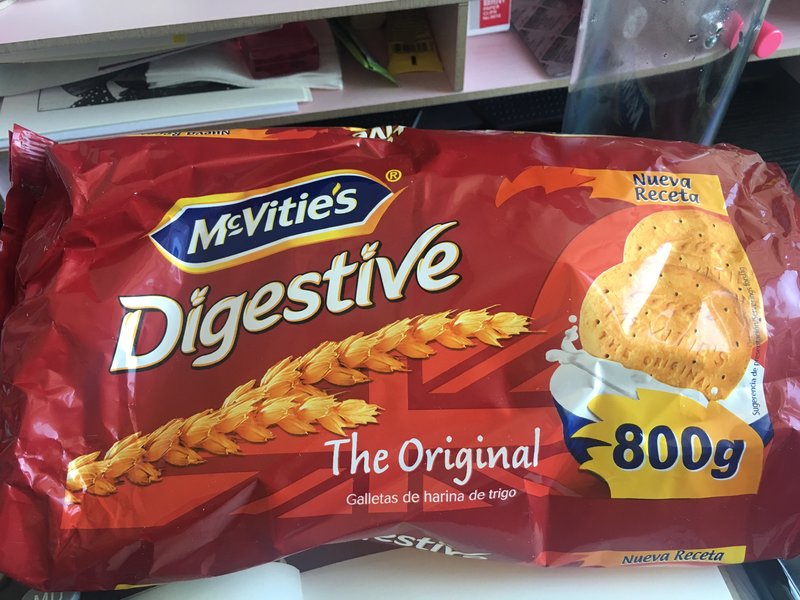 McVitie's
®
Digestive
The Original
Galletas de harina de trigo
Nueva
Receta
800g
Nueva Receta